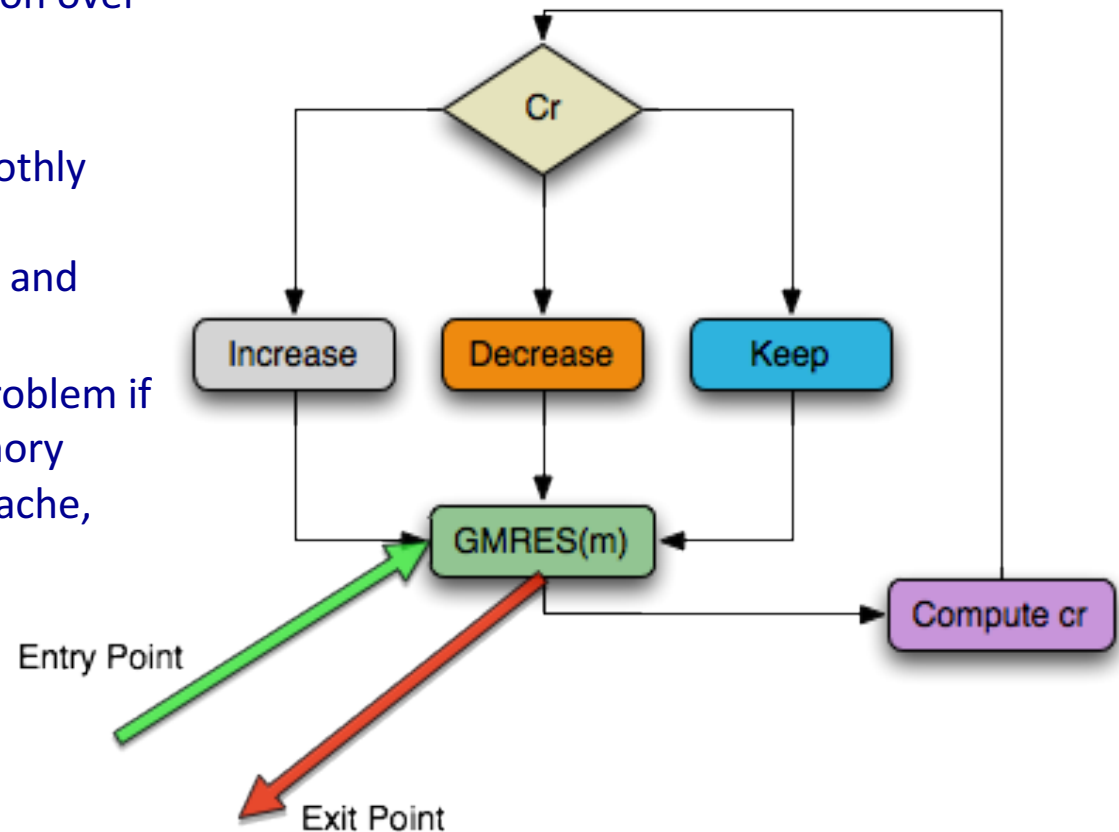 on over
othly
and
roblem if
nory
ache,
Cr
Increase
Decrease
Keep
GMRES(m)
Compute cr
Entry Point
Exit Point